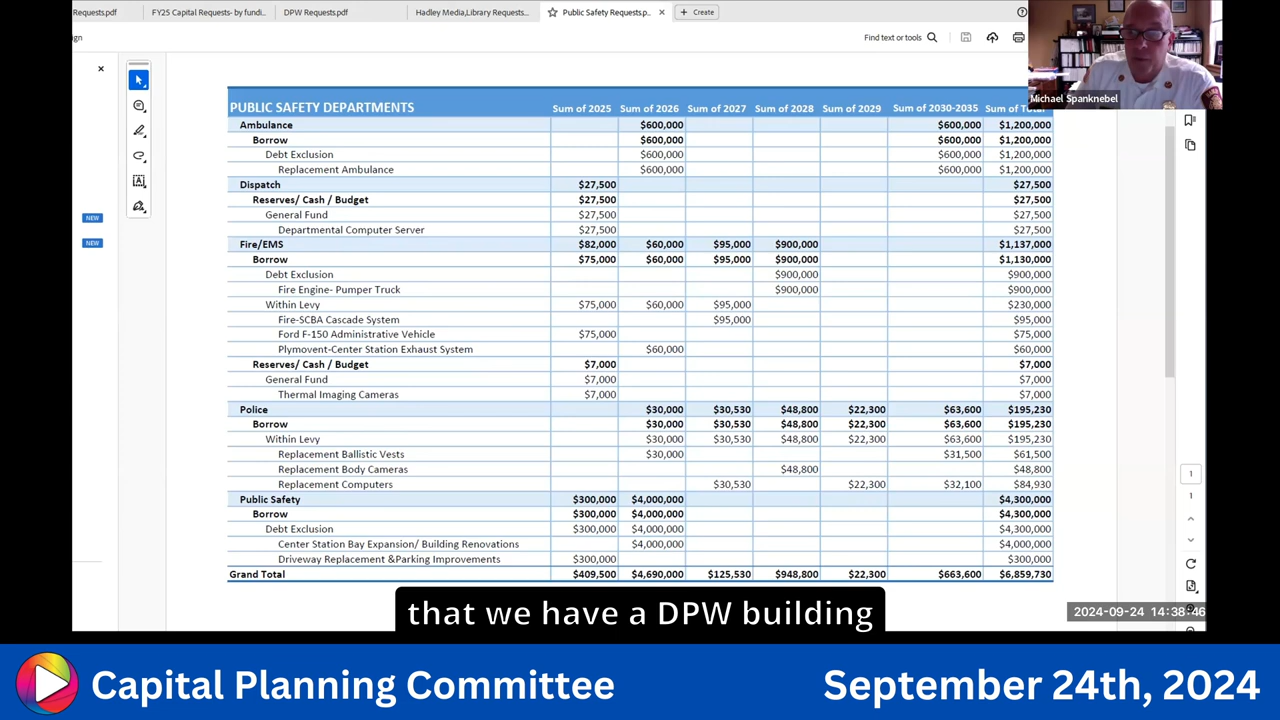 Requests.pdf FY25 Capital Requests- by fundi... DPW Requests.pdf Hadley Media,Library Requests... Public Safety Requests.p... Create
ign Find text or tools
Michael Spanknebel
PUBLIC SAFETY DEPARTMENTS Sum of 2025 Sum of 2026 Sum of 2027 Sum of 2028 Sum of 2029 Sum of 2030-2035 Sum of
Ambulance $600,000 $600,000 $1,200,000
Borrow $600,000 $600,000 $1,200,000
Debt Exclusion $600,000 $600,000 $1,200,000
Replacement Ambulance $600,000 $600,000 $1,200,000
Dispatch $27,500 $27,500
Reserves/ Cash / Budget $27,500 $27,500
General Fund $27,500 $27,500
Departmental Computer Server $27,500 $27,500
Fire/EMS $82,000 $60,000 $95,000 $900,000 $1,137,000
Borrow $75,000 $60,000 $95,000 $900,000 $1,130,000
Debt Exclusion $900,000 $900,000
Fire Engine- Pumper Truck $900,000 $900,000
Within Levy $75,000 $60,000 $95,000 $230,000
Fire-SCBA Cascade System $95,000 $95,000
Ford F-150 Administrative Vehicle $75,000 $75,000
Plymovent-Center Station Exhaust System $60,000 $60,000
Reserves/ Cash / Budget $7,000 $7,000
General Fund $7,000 $7,000
Thermal Imaging Cameras $7,000 $7,000
Police $30,000 $30,530 $48,800 $22,300 $63,600 $195,230
Borrow $30,000 $30,530 $48,800 $22,300 $63,600 $195,230
Within Levy $30,000 $30,530 $48,800 $22,300 $63,600 $195,230
Replacement Ballistic Vests $30,000 $31,500 $61,500
Replacement Body Cameras $48,800 $48,800
Replacement Computers $30,530 $22,300 $32,100 $84,930
Public Safety $300,000 $4,000,000 $4,300,000
Borrow $300,000 $4,000,000 $4,300,000
Debt Exclusion $300,000 $4,000,000 $4,300,000
Center Station Bay Expansion/ Building Renovations $4,000,000 $4,000,000
Driveway Replacement &Parking Improvements $300,000 $300,000
Grand Total $409,500 $4,690,000 $125,530 $948,800 $22,300 $663,600 $6,859,730
NEW
NEW
1
1
that we have a DPW building
2024-09-24 14:38:46
Capital Planning Committee September 24th, 2024